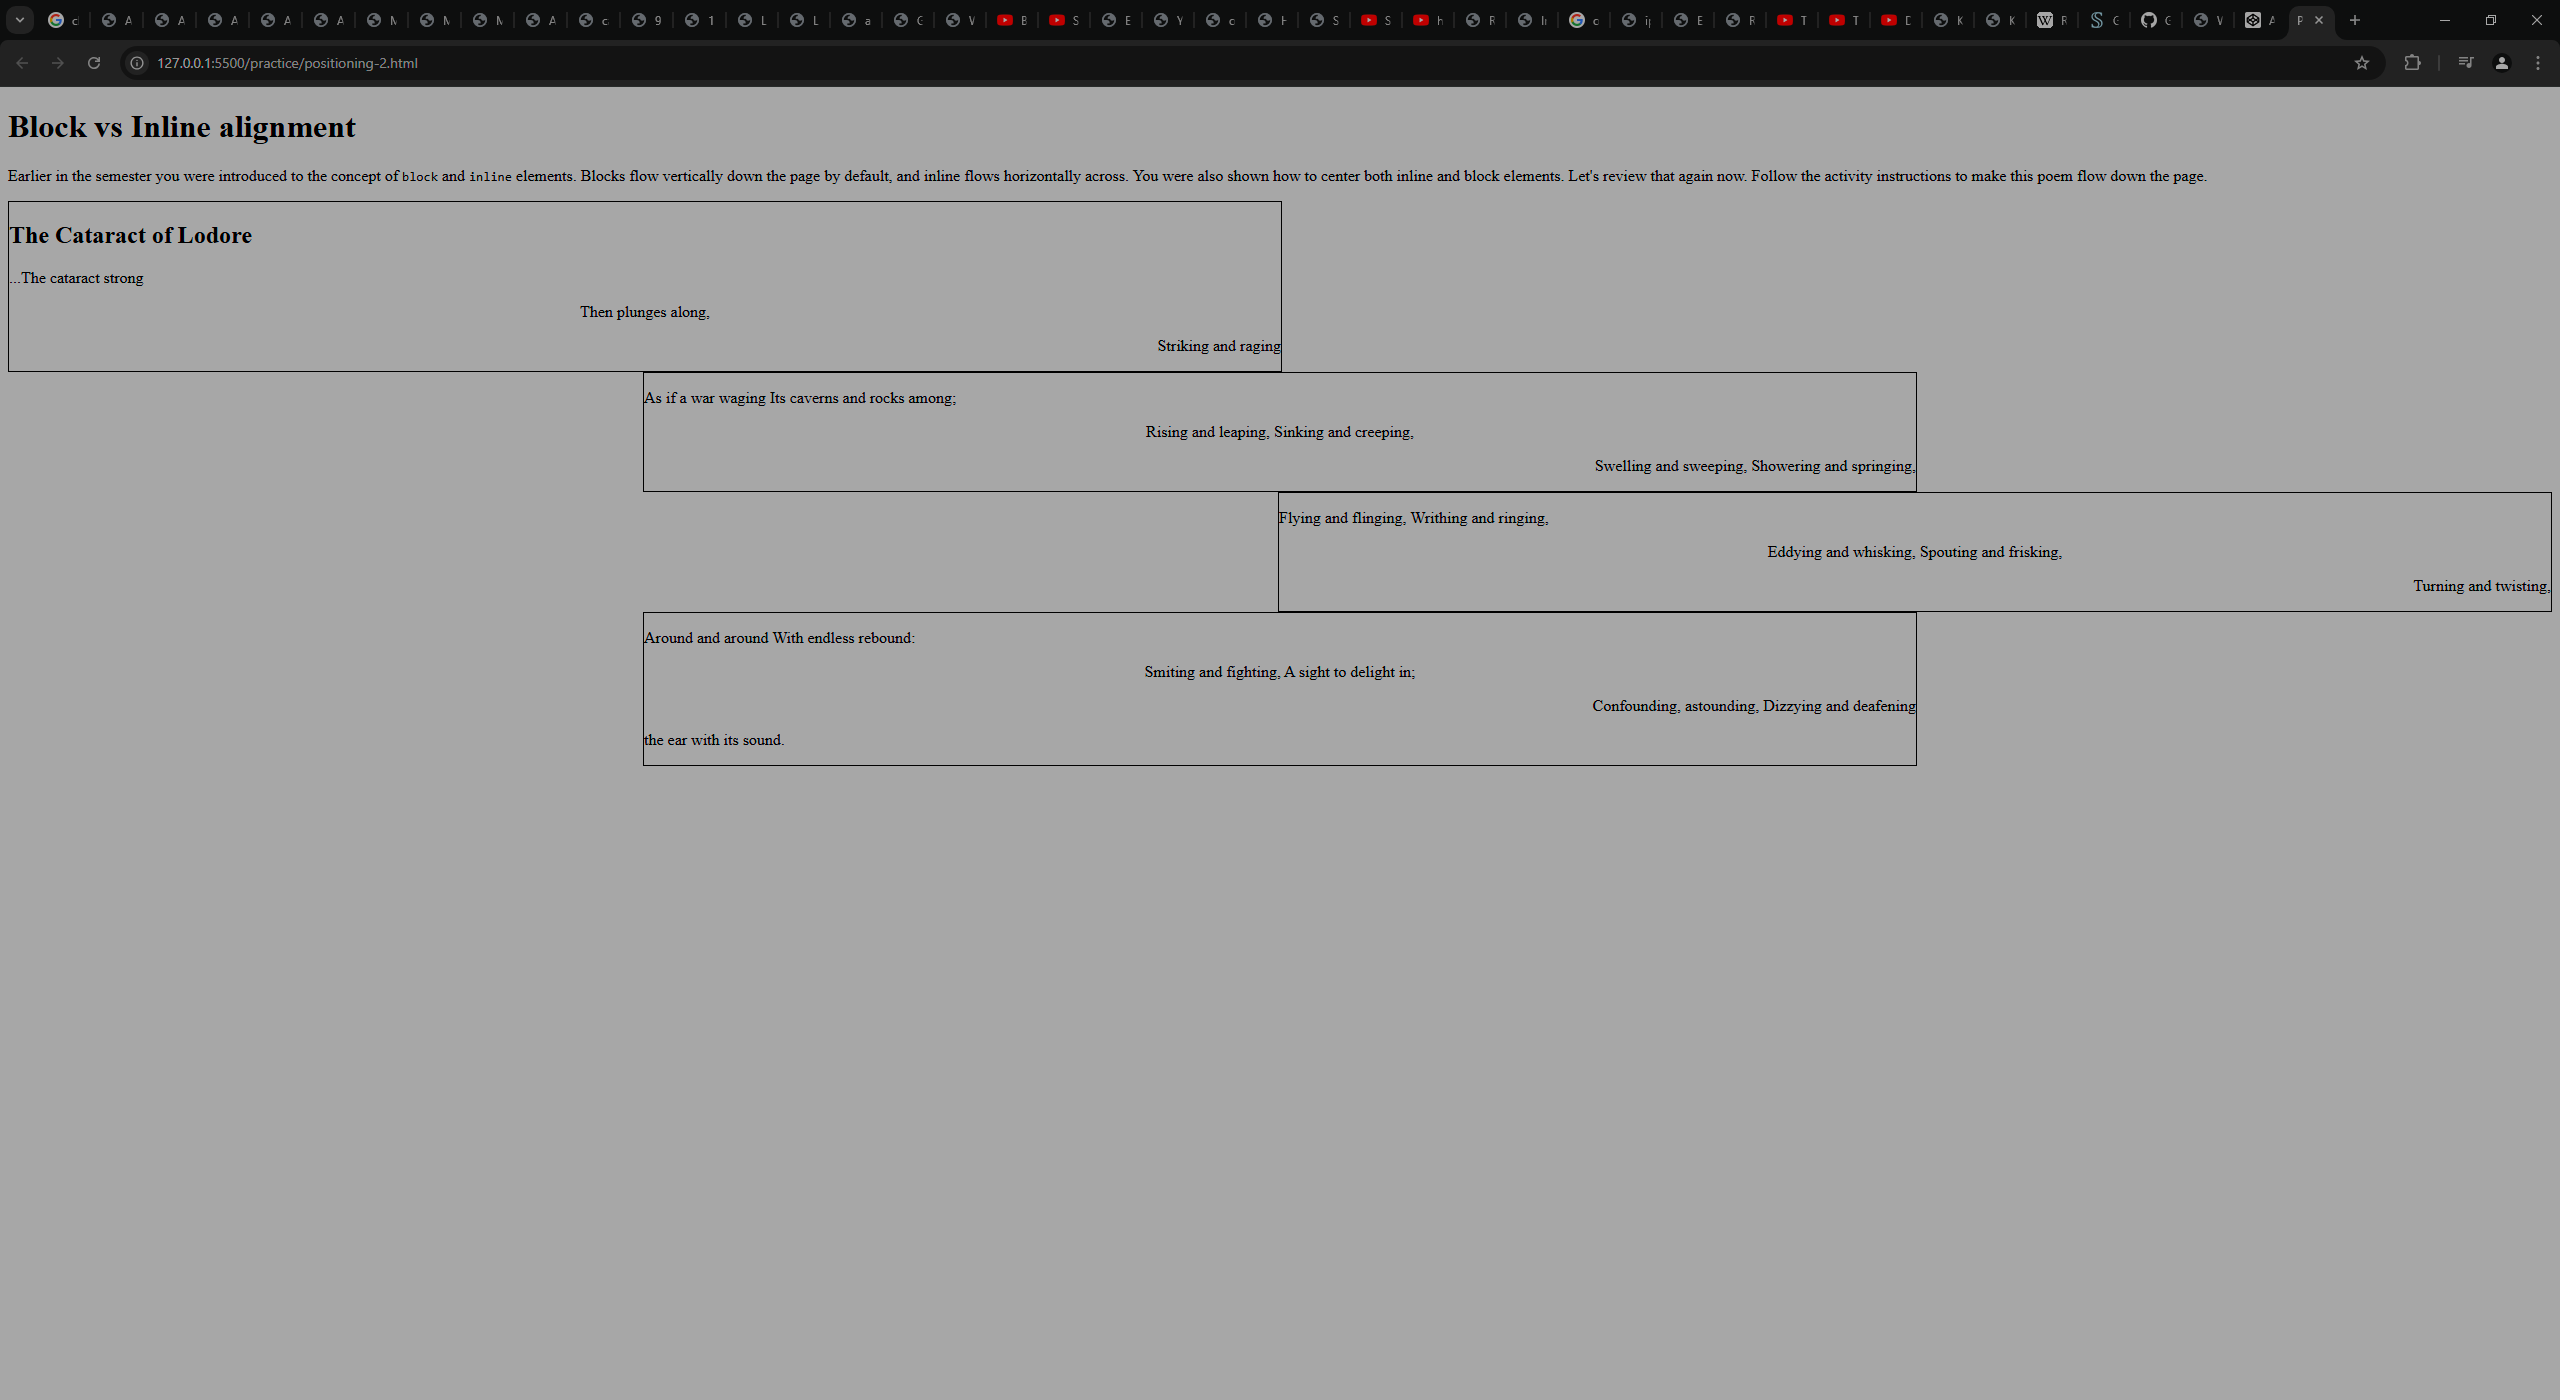 127.0.0.1:5500/practice/positioning-2.html
Block vs Inline alignment
Earlier in the semester you were introduced to the concept of block and inline elements. Blocks flow vertically down the page by default, and inline flows horizontally across. You were also shown how to center both inline and block elements. Let's review that again now. Follow the activity instructions to make this poem flow down the page.
The Cataract of Lodore
...The cataract strong
Then plunges along,
Striking and raging
As if a war waging Its caverns and rocks among;
Rising and leaping, Sinking and creeping,
Swelling and sweeping, Showering and springing,
Flying and flinging, Writhing and ringing,
Eddying and whisking, Spouting and frisking,
Turning and twisting,
Around and around With endless rebound:
Smiting and fighting, A sight to delight in;
Confounding, astounding, Dizzying and deafening
the ear with its sound.